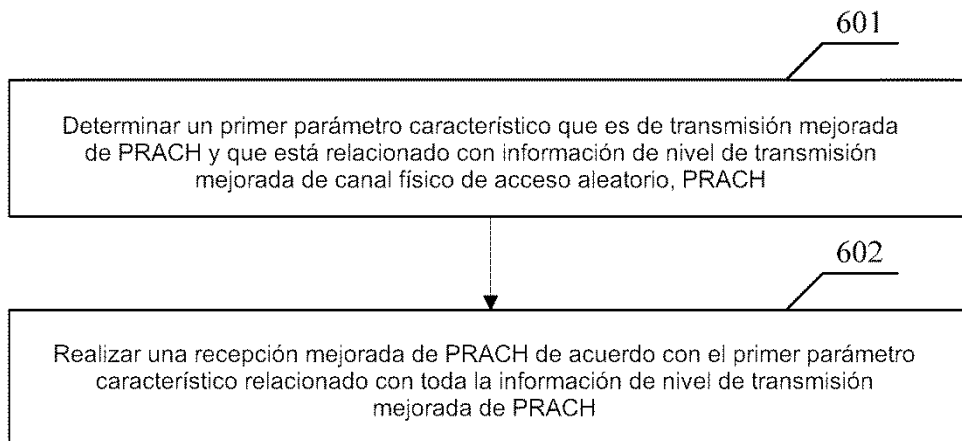 601
Determinar un primer parámetro característico que es de transmisión mejorada
de PRACH y que está relacionado con información de nivel de transmisión
mejorada de canal físico de acceso aleatorio, PRACH
602
Realizar una recepción mejorada de PRACH de acuerdo con el primer parámetro
característico relacionado con toda la información de nivel de transmisión
mejorada de PRACH